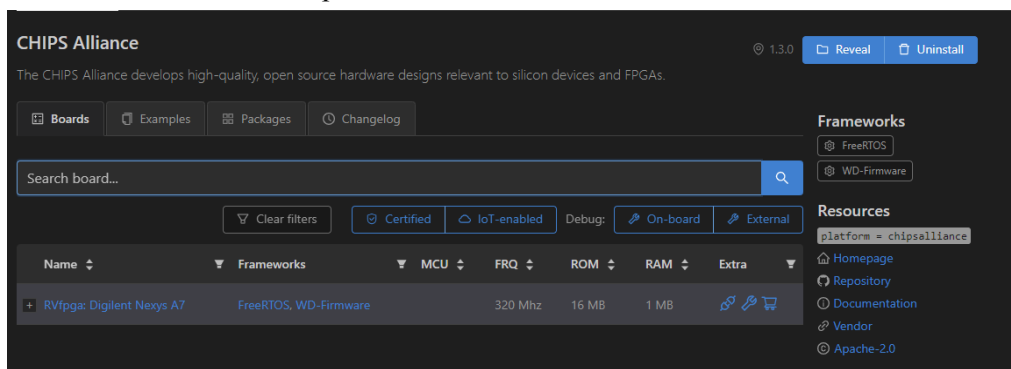 CHIPS Alliance
1.3.0
Reveal
Uninstall
The CHIPS Alliance develops high-quality, open source hardware designs relevant to silicon devices and FPGAs.
Boards
Examples
Packages
Changelog
Search board...
Clear filters
Certified
IoT-enabled
Debug:
On-board
External
Name
Frameworks
MCU
FRQ
ROM
RAM
Extra
RVfpga: Digilent Nexys A7
FreeRTOS, WD-Firmware
320 Mhz
16 MB
1 MB
Frameworks
FreeRTOS
WD-Firmware
Resources
platform = chipsalliance
Homepage
Repository
Documentation
Vendor
Apache-2.0